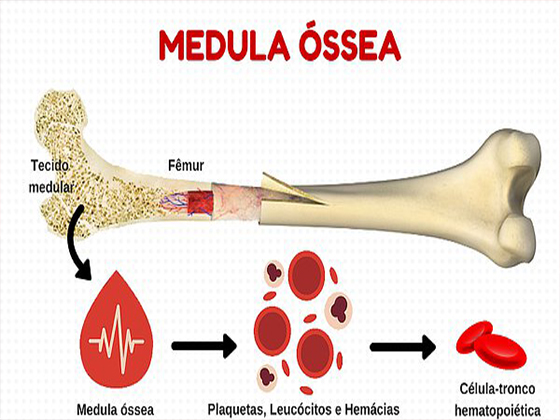 MEDULA ÓSSEA
Tecido
medular
Fêmur
Medula óssea
Plaquetas, Leucócitos e Hemácias
Célula-tronco
hematopoiética